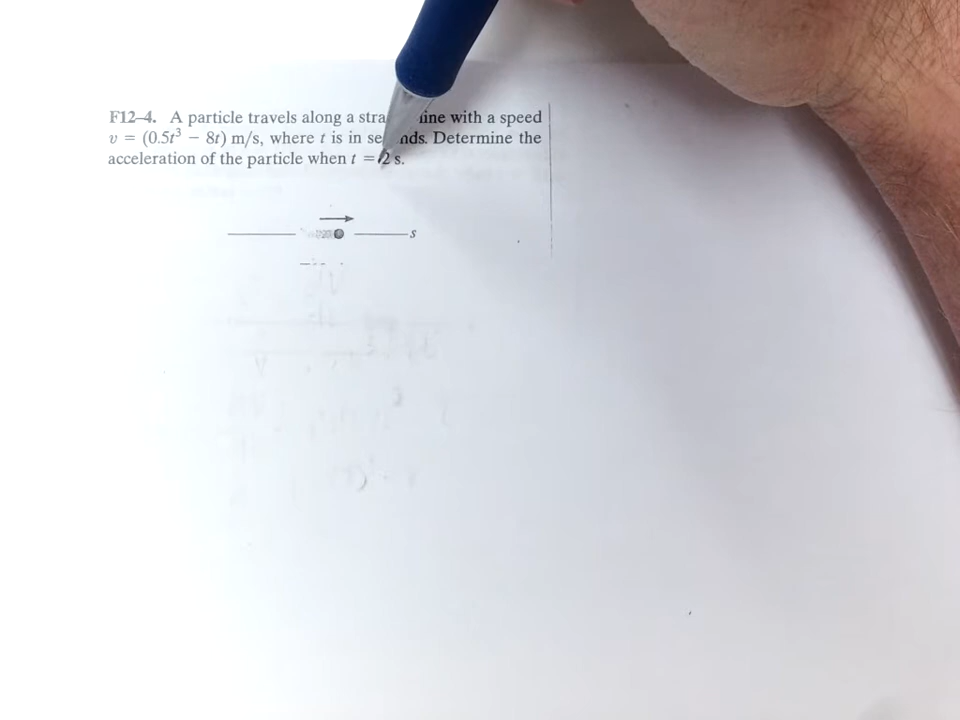 F12–4. A particle travels along a stra ine with a speed
v = (0.5t³ − 8t) m/s, where t is in se nds. Determine the
acceleration of the particle when t = 2 s.
s